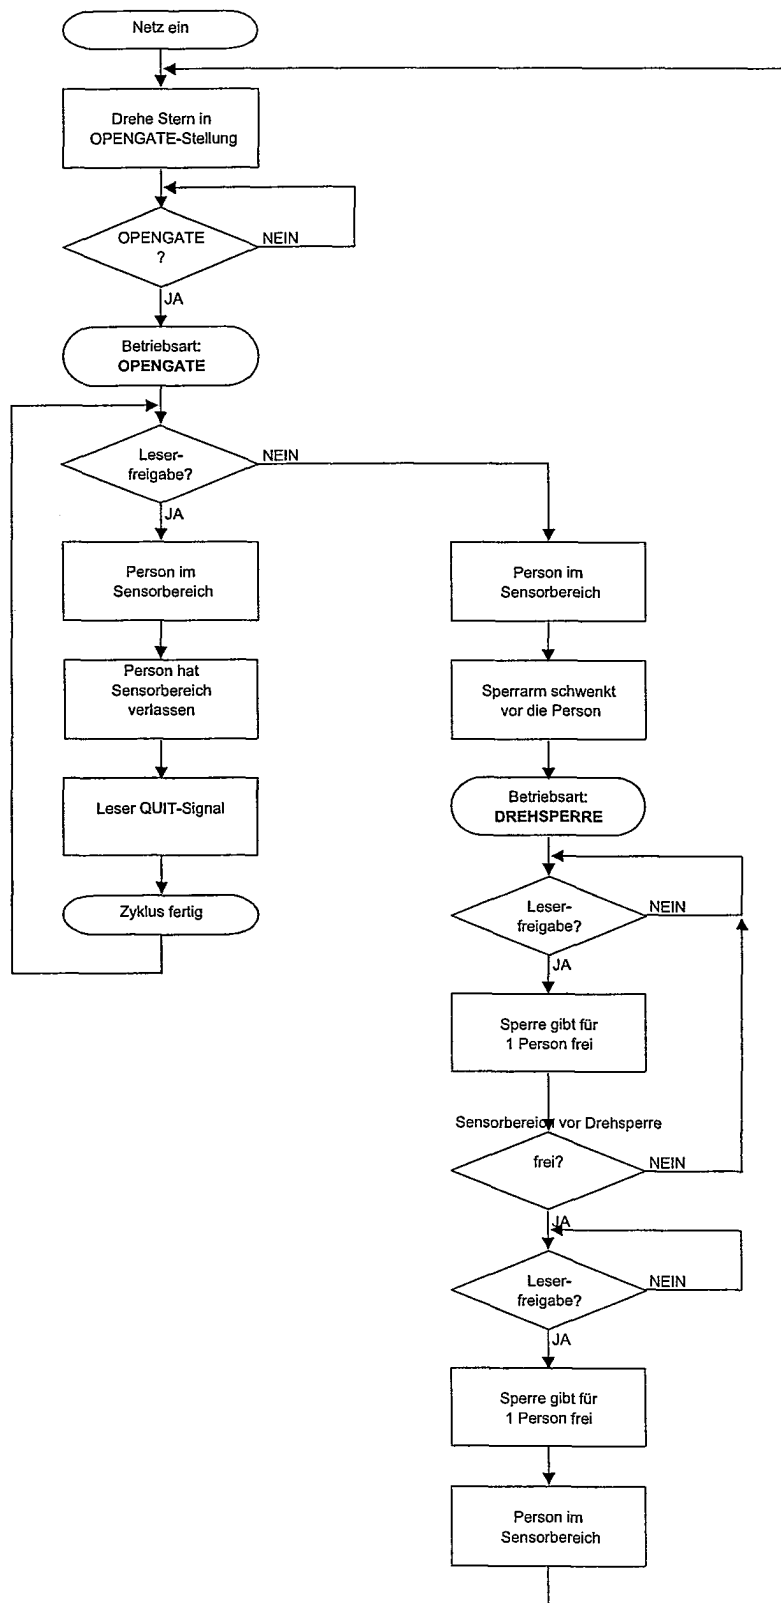 Netz ein
Drehe Stern in
OPENGATE-Stellung
OPENGATE
?
NEIN
JA
Betriebsart:
OPENGATE
Leser-
freigabe?
NEIN
JA
Person im
Sensorbereich
Person hat
Sensorbereich
verlassen
Leser QUIT-Signal
Zyklus fertig
Person im
Sensorbereich
Sperrarm schwenkt
vor die Person
Betriebsart:
DREHSPERRE
Leser-
freigabe?
NEIN
JA
Sperre gibt für
1 Person frei
Sensorbereich vor Drehsperre
frei?
NEIN
JA
Leser-
freigabe?
NEIN
JA
Sperre gibt für
1 Person frei
Person im
Sensorbereich